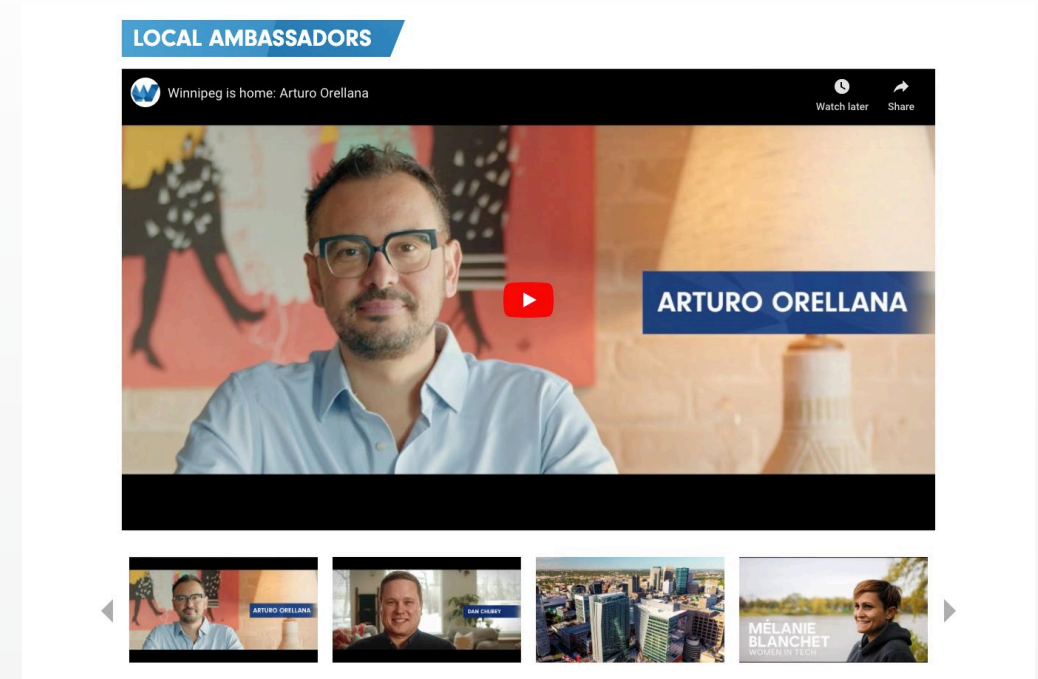 LOCAL AMBASSADORS
Winnipeg is home: Arturo Orellana
Watch later
Share
ARTURO ORELLANA
ARTURO ORELLANA
DAN CHUBEY
MÉLANIE
BLANCHET
WOMEN IN TECH